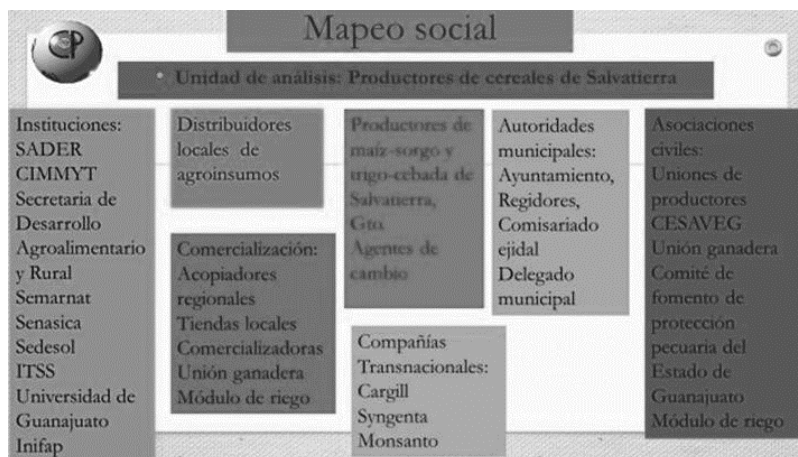 CP
Mapeo social
Unidad de análisis: Productores de cereales de Salvatierra
Instituciones:
SADER
CIMMYT
Secretaria de
Desarrollo
Agroalimentario
y Rural
Semarnat
Senasica
Sedesol
ITSS
Universidad de
Guanajuato
Inifap
Distribuidores
locales de
agroinsumos
Comercialización:
Acopiadores
regionales
Tiendas locales
Comercializadoras
Unión ganadera
Módulo de riego
Productores de
maíz-sorgo y
trigo-cebada de
Salvatierra,
Gto.
Agentes de
cambio
Compañías
Transnacionales:
Cargill
Syngenta
Monsanto
Autoridades
municipales:
Ayuntamiento,
Regidores,
Comisariado
ejidal
Delegado
municipal
Asociaciones
civiles:
Uniones de
productores
CESAVEG
Unión ganadera
Comité de
fomento de
protección
pecuaria del
Estado de
Guanajuato
Módulo de riego